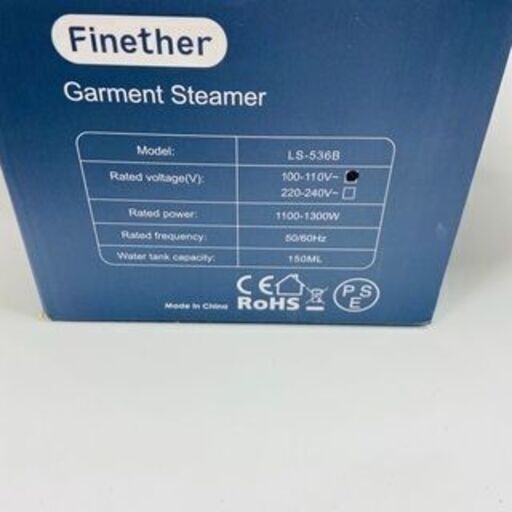 Finether
Garment Steamer
Model: LS-536B
Rated voltage(V): 100-110V~
220-240V~
Rated power: 1100-1300W
Rated frequency: 50/60Hz
Water tank capacity: 150ML
Made in China
CE
RoHS
PSE